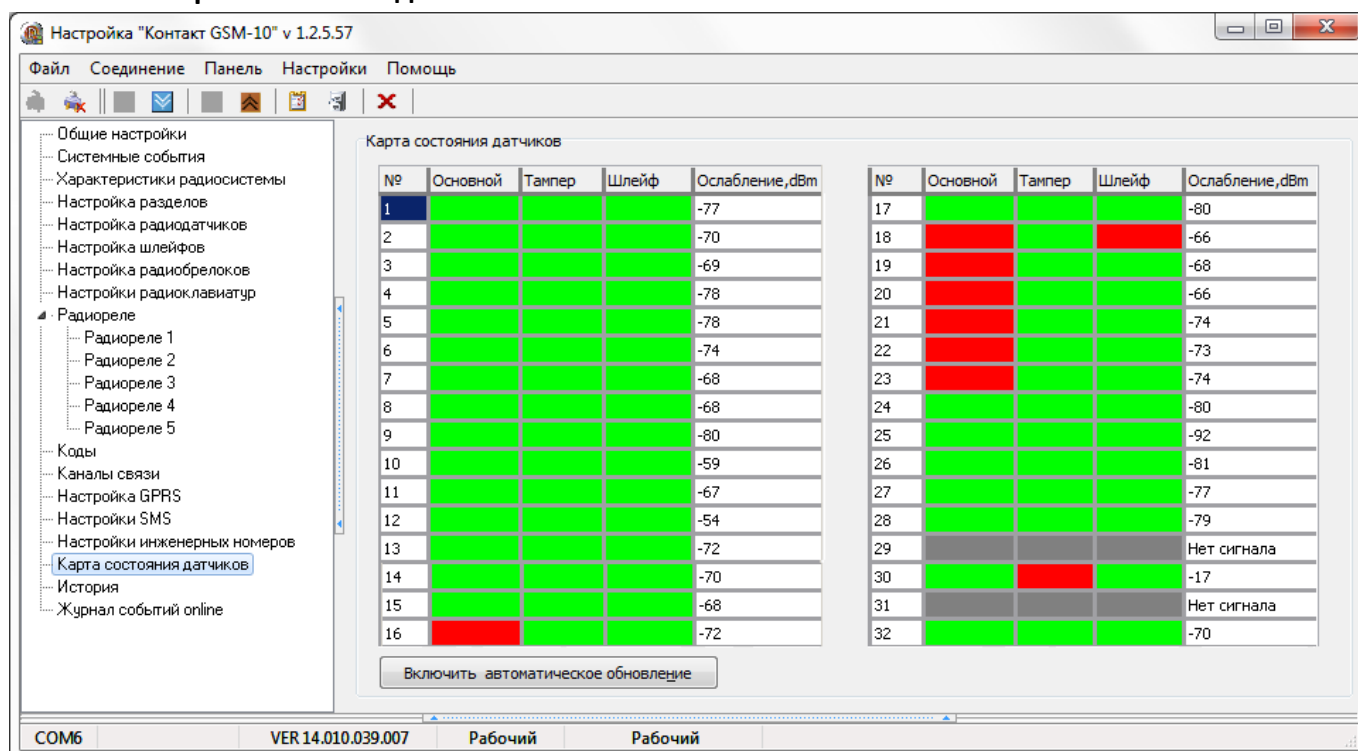 Настройка "Контакт GSM-10" v 1.2.5.57
Файл Соединение Панель Настройки Помощь
Общие настройки
Системные события
Характеристики радиосистемы
Настройка разделов
Настройка радиодатчиков
Настройка шлейфов
Настройка радиобрелоков
Настройки радиоклавиатур
Радиореле
Радиореле 1
Радиореле 2
Радиореле 3
Радиореле 4
Радиореле 5
Коды
Каналы связи
Настройка GPRS
Настройки SMS
Настройки инженерных номеров
Карта состояния датчиков
История
Журнал событий online
Карта состояния датчиков
№ Основной Тампер Шлейф Ослабление,dBm
1 -77
2 -70
3 -69
4 -78
5 -78
6 -74
7 -68
8 -68
9 -80
10 -59
11 -67
12 -54
13 -72
14 -70
15 -68
16 -72
№ Основной Тампер Шлейф Ослабление,dBm
17 -80
18 -66
19 -68
20 -66
21 -74
22 -73
23 -74
24 -80
25 -92
26 -81
27 -77
28 -79
29 Нет сигнала
30 -17
31 Нет сигнала
32 -70
Включить автоматическое обновление
COM6 VER 14.010.039.007 Рабочий Рабочий